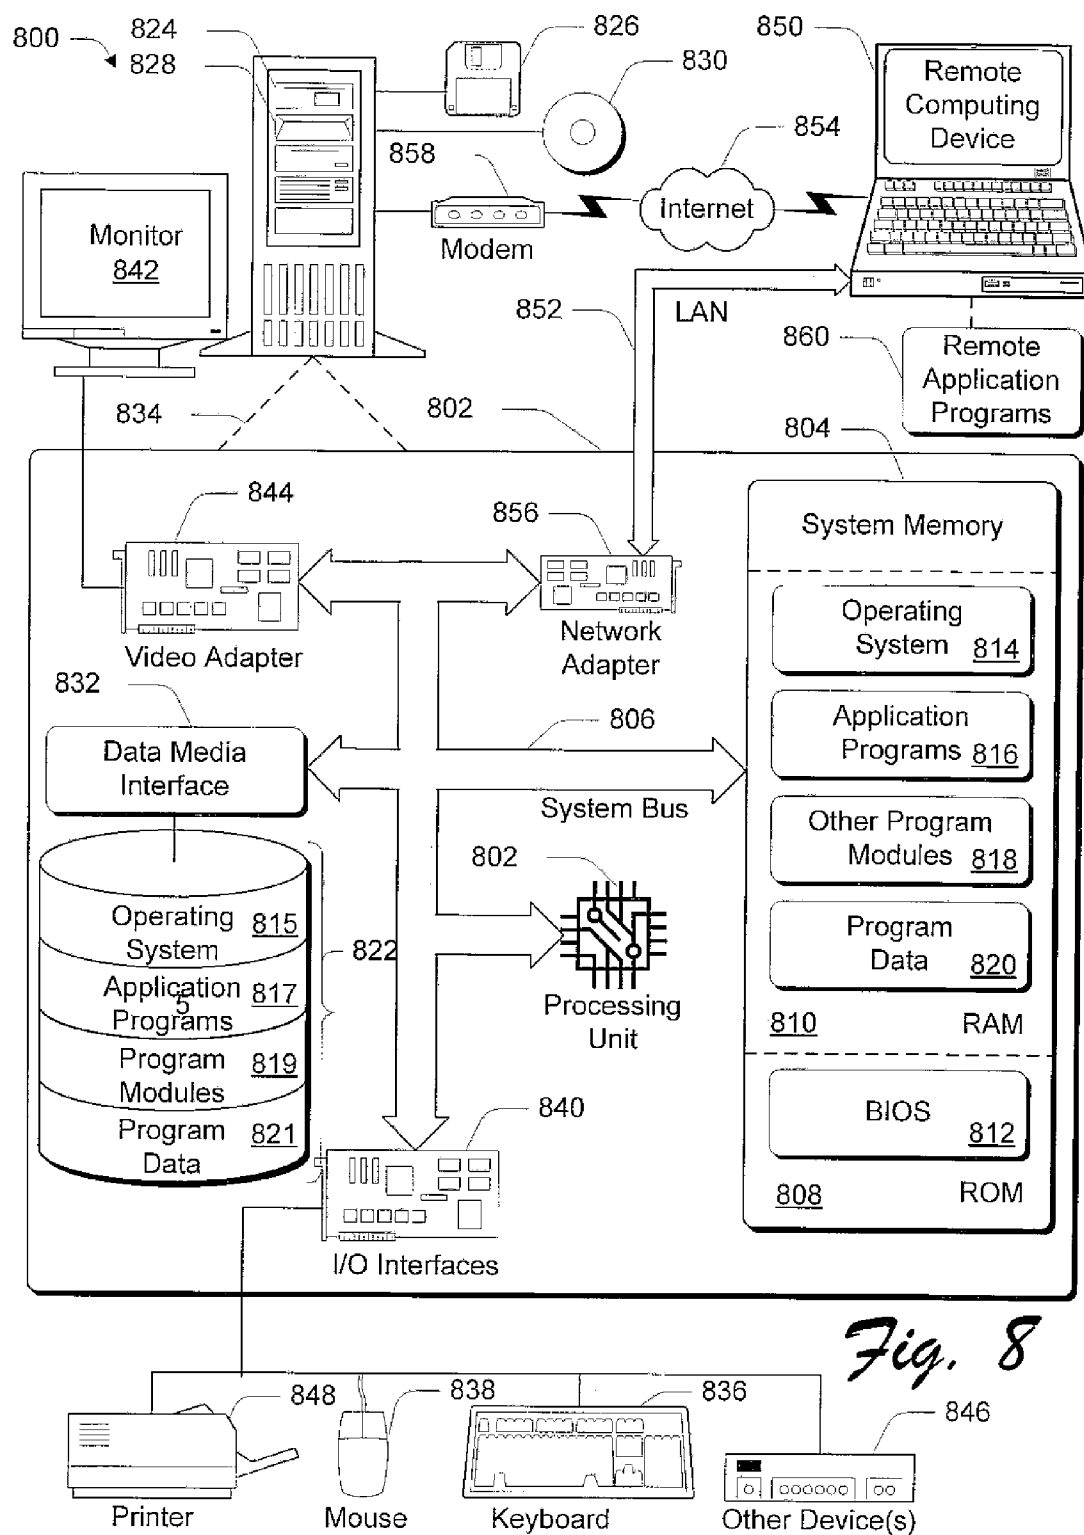 800
824
828
826
830
850
Remote
Computing
Device
854
858
Internet
Modem
Monitor
842
852
LAN
860
Remote
Application
Programs
834
802
804
844
856
System Memory
Operating
System 814
Video Adapter
Network
Adapter
832
806
Application
Programs 816
Data Media
Interface
System Bus
Other Program
Modules 818
802
Operating
System 815
822
Program
Data 820
Application
Programs 817
5
Processing
Unit
810 RAM
Program
Modules 819
840
BIOS
812
Program
Data 821
808 ROM
I/O Interfaces
Fig. 8
848
838
836
846
Printer
Mouse
Keyboard
Other Device(s)